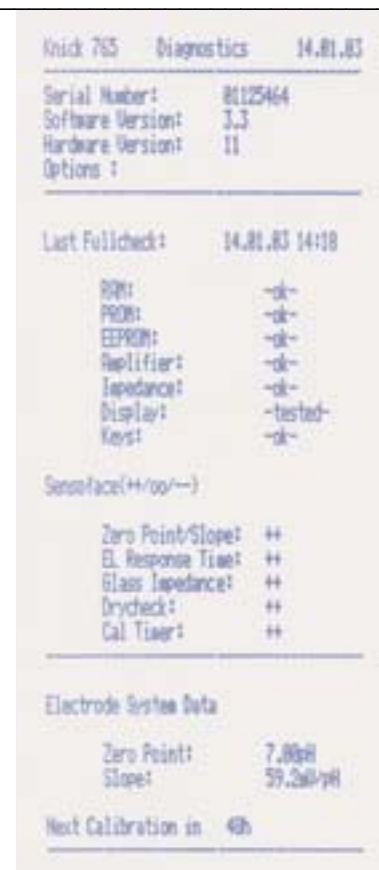 Knick 765 Diagnostics 14.01.03
Serial Number: 01125464
Software Version: 3.3
Hardware Version: 11
Options :
Last Fullcheck: 14.01.03 14:18
RAM: -ok-
PROM: -ok-
EEPROM: -ok-
Amplifier: -ok-
Impedance: -ok-
Display: -tested-
Keys: -ok-
Sensoface(++/oo/--)
Zero Point/Slope: ++
El. Response Time: ++
Glass Impedance: ++
Drycheck: ++
Cal Timer: ++
Electrode System Data
Zero Point: 7.00pH
Slope: 59.2mV/pH
Next Calibration in 40h